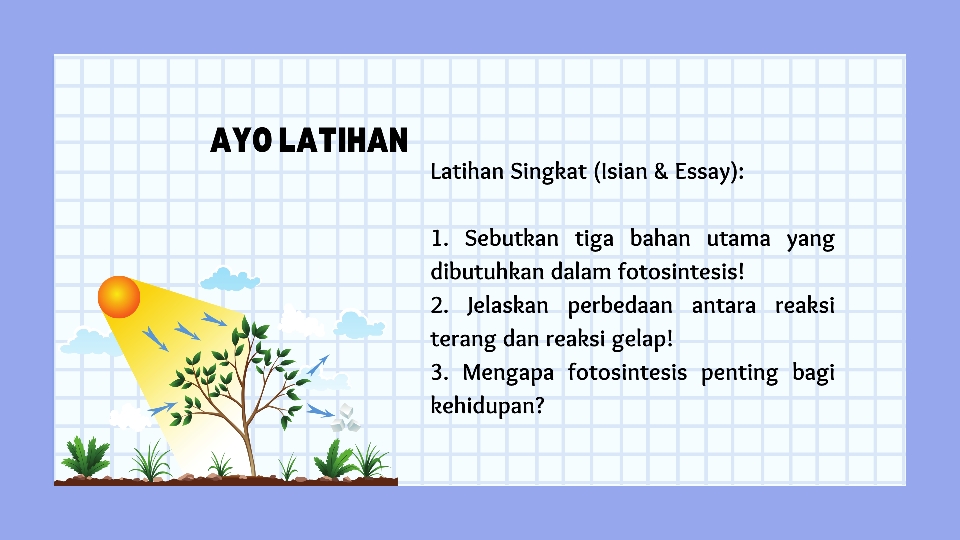 AYO LATIHAN
Latihan Singkat (Isian & Essay):
1. Sebutkan tiga bahan utama yang
dibutuhkan dalam fotosintesis!
2. Jelaskan perbedaan antara reaksi
terang dan reaksi gelap!
3. Mengapa fotosintesis penting bagi
kehidupan?